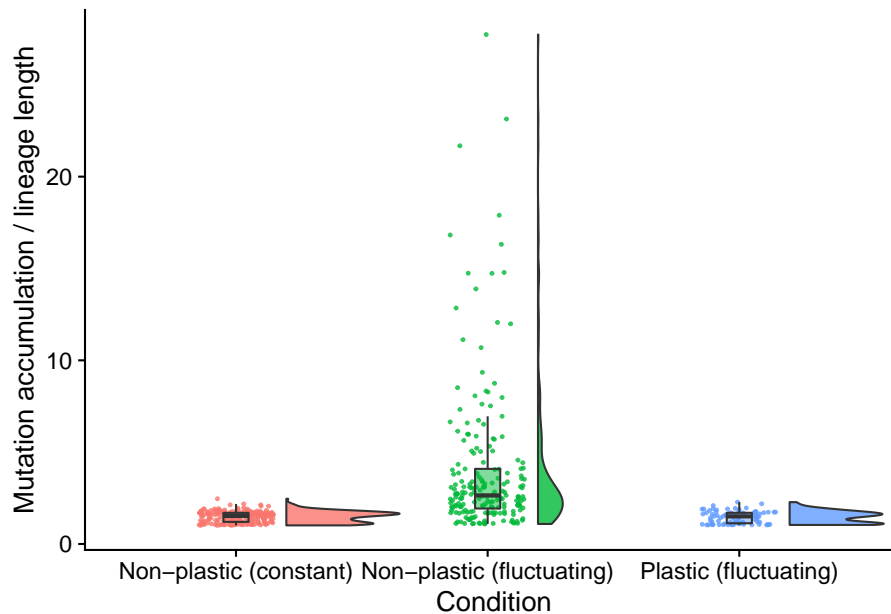 Mutation accumulation / lineage length
20
10
0
Non−plastic (constant) Non−plastic (fluctuating) Plastic (fluctuating)
Condition